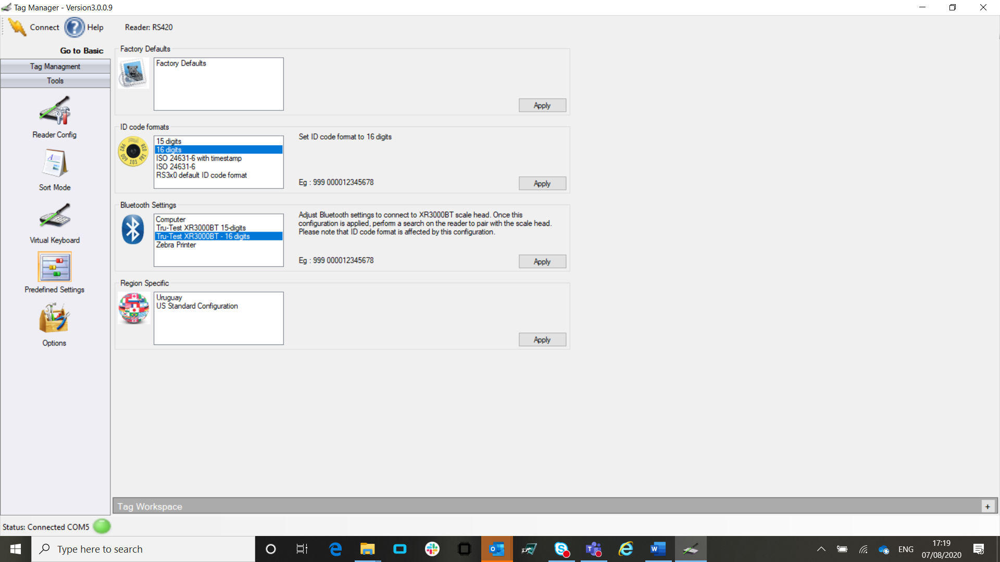 Tag Manager - Version3.0.0.9
Connect
Help
Reader: RS420
Go to Basic
Tag Managment
Tools
Reader Config
Sort Mode
Virtual Keyboard
Predefined Settings
Options
Factory Defaults
Factory Defaults
Apply
ID code formats
15 digits
16 digits
ISO 24631-6 with timestamp
ISO 24631-6
RS3x0 default ID code format
Set ID code format to 16 digits
Eg : 999 000012345678
Apply
Bluetooth Settings
Computer
Tru-Test XR3000BT 15-digits
Tru-Test XR3000BT - 16 digits
Zebra Printer
Adjust Bluetooth settings to connect to XR3000BT scale head. Once this
configuration is applied, perform a search on the reader to pair with the scale head.
Please note that ID code format is affected by this configuration.
Eg : 999 000012345678
Apply
Region Specific
Uruguay
US Standard Configuration
Apply
Tag Workspace
+
Status: Connected COM5
Type here to search
ENG
17:19
07/08/2020